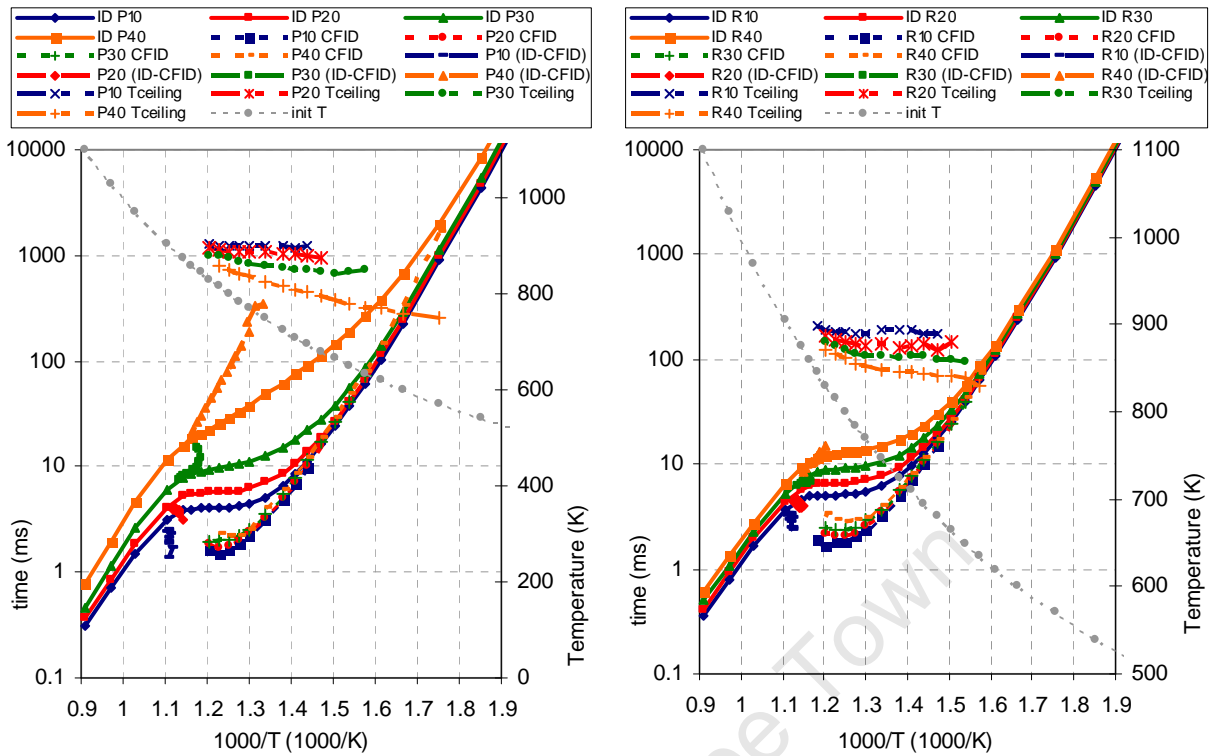 ID P10 ID P20 ID P30
ID P40 P10 CFID P20 CFID
P30 CFID P40 CFID P10 (ID-CFID)
P20 (ID-CFID) P30 (ID-CFID) P40 (ID-CFID)
P10 Tceiling P20 Tceiling P30 Tceiling
P40 Tceiling init T
10000
1000
100
10
1
0.1
time (ms)
1000
800
600
400
200
0
Temperature (K)
0.9 1 1.1 1.2 1.3 1.4 1.5 1.6 1.7 1.8 1.9
1000/T (1000/K)
ID R10 ID R20 ID R30
ID R40 R10 CFID R20 CFID
R30 CFID R40 CFID R10 (ID-CFID)
R20 (ID-CFID) R30 (ID-CFID) R40 (ID-CFID)
R10 Tceiling R20 Tceiling R30 Tceiling
R40 Tceiling init T
10000
1000
100
10
1
0.1
time (ms)
1100
1000
900
800
700
600
500
Temperature (K)
0.9 1 1.1 1.2 1.3 1.4 1.5 1.6 1.7 1.8 1.9
1000/T (1000/K)
Town